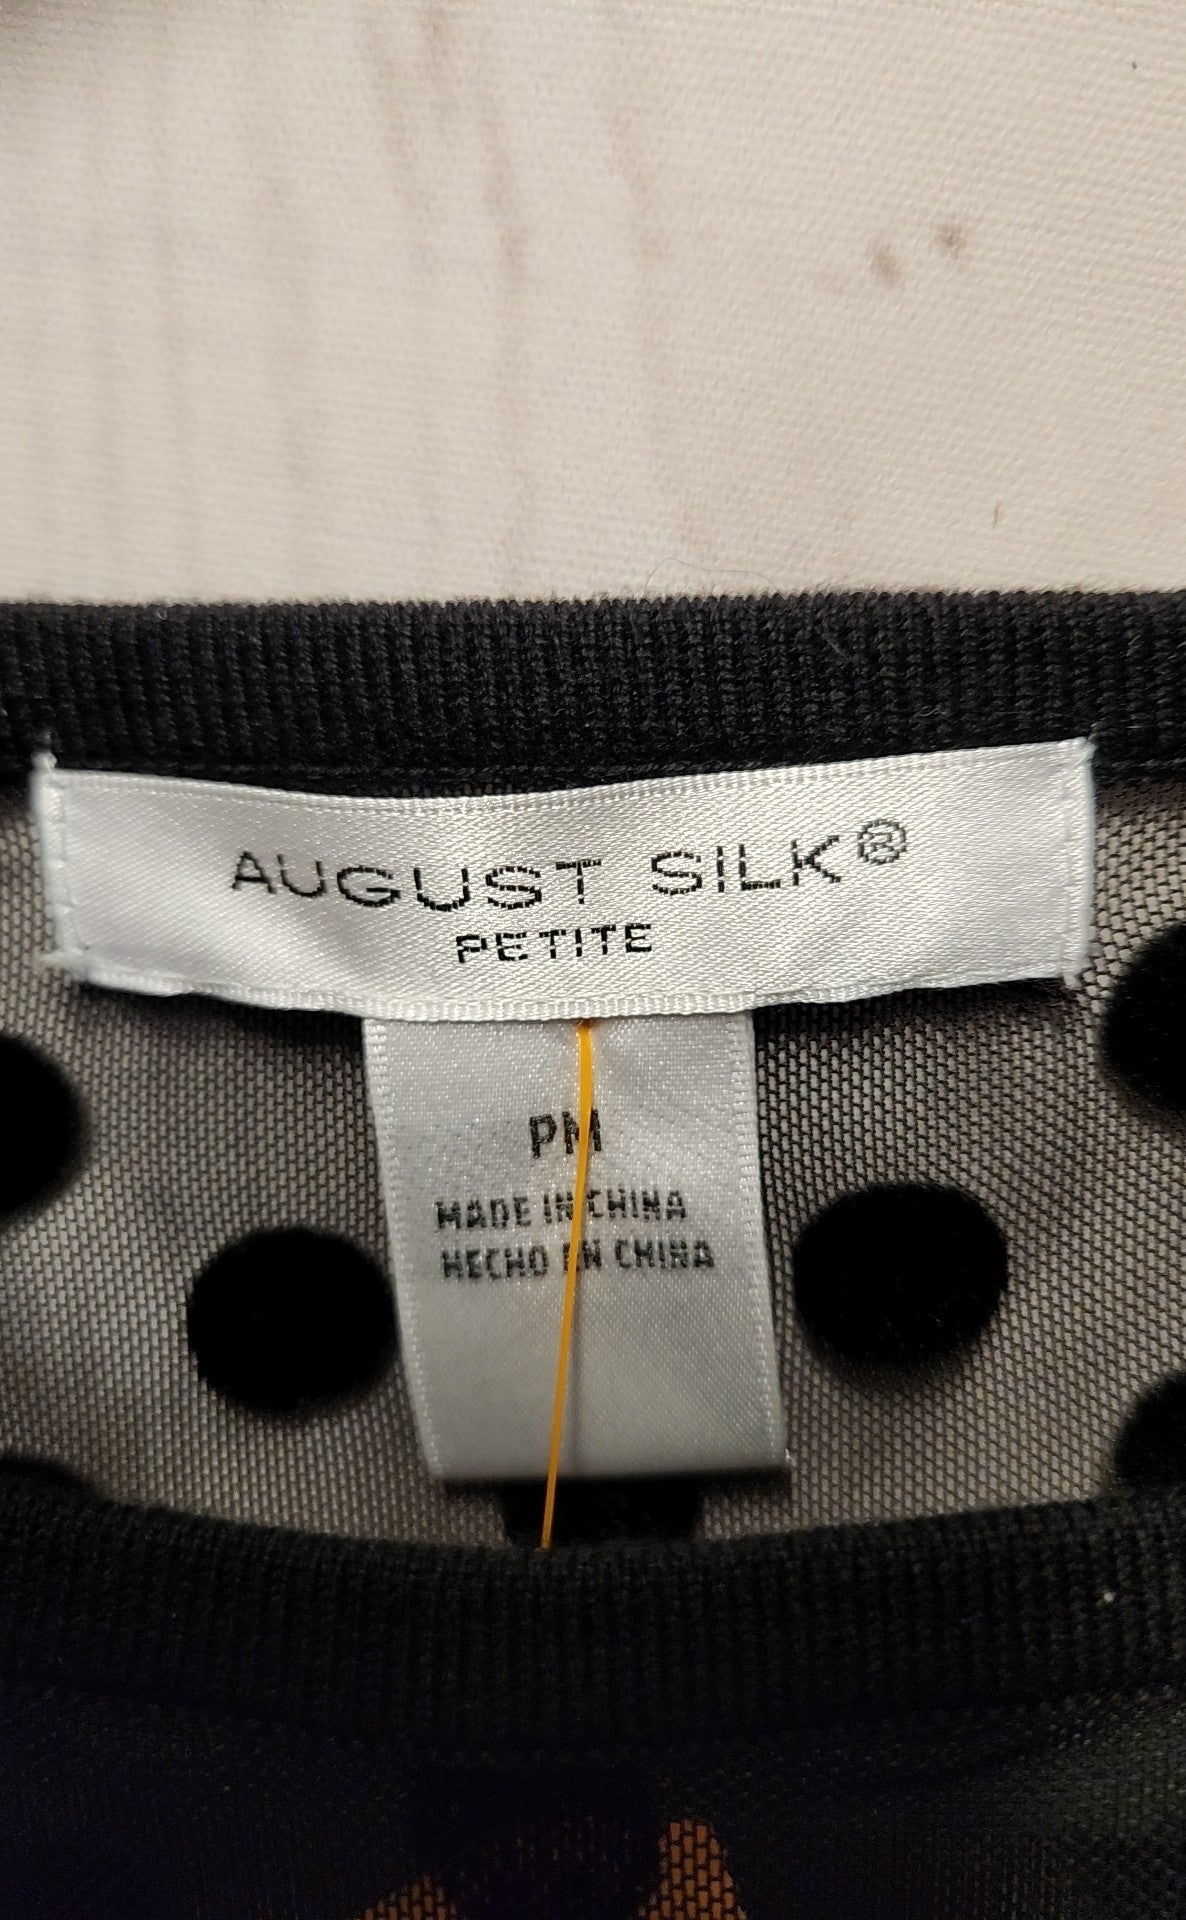 AUGUST SILK®
PETITE
PM
MADE IN CHINA
HECHO EN CHINA